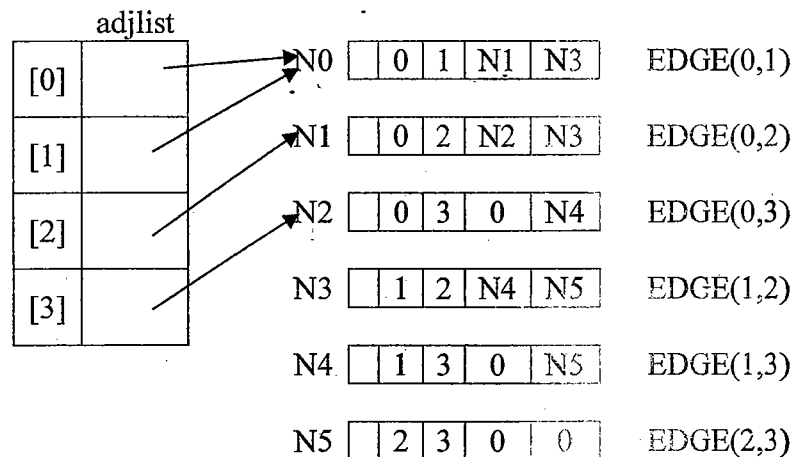 adjlist
[0]
[1]
[2]
[3]
N0 0 1 N1 N3 EDGE(0,1)
N1 0 2 N2 N3 EDGE(0,2)
N2 0 3 0 N4 EDGE(0,3)
N3 1 2 N4 N5 EDGE(1,2)
N4 1 3 0 N5 EDGE(1,3)
N5 2 3 0 0 EDGE(2,3)